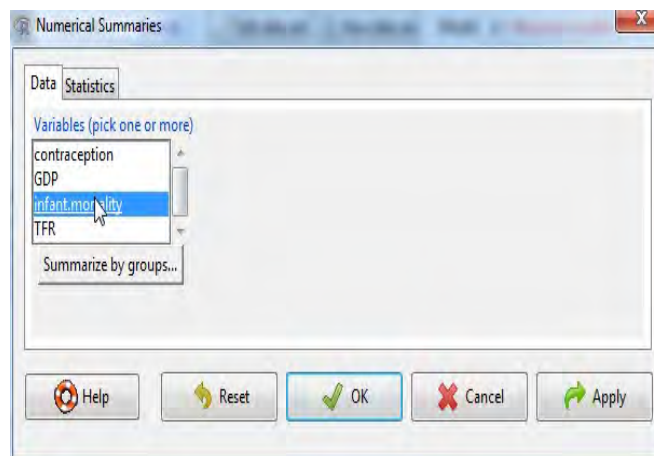 Numerical Summaries
Data Statistics
Variables (pick one or more)
contraception
GDP
infant.mortality
TFR
Summarize by groups...
Help Reset OK Cancel Apply